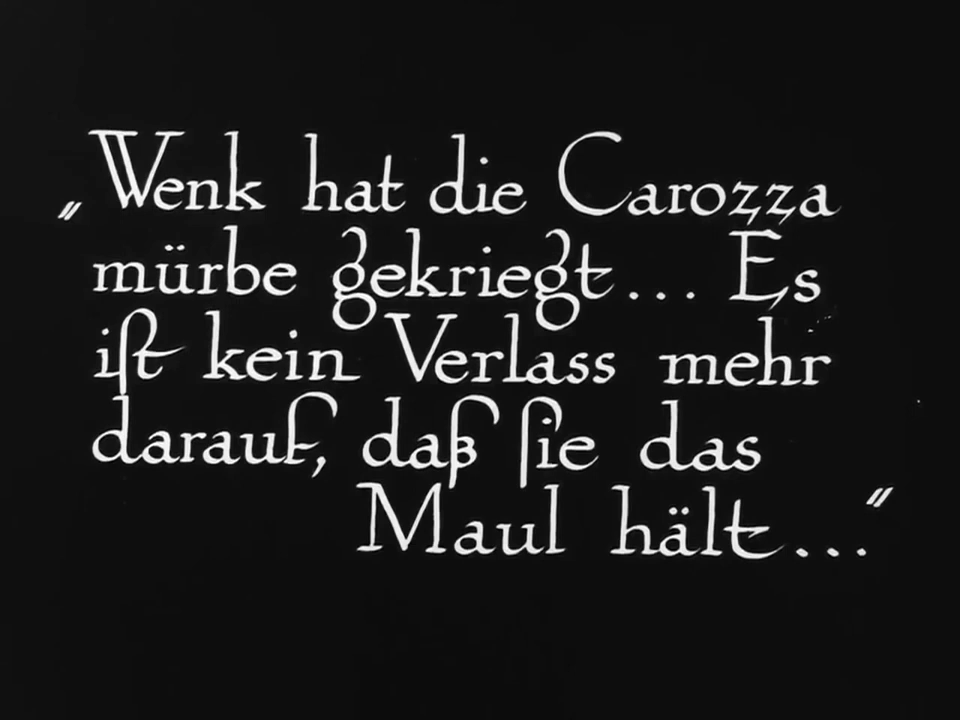 „Wenk hat die Carozza
mürbe gekriegt... Es
iſt kein Verlass mehr
darauf, daß ſie das
Maul hält..."